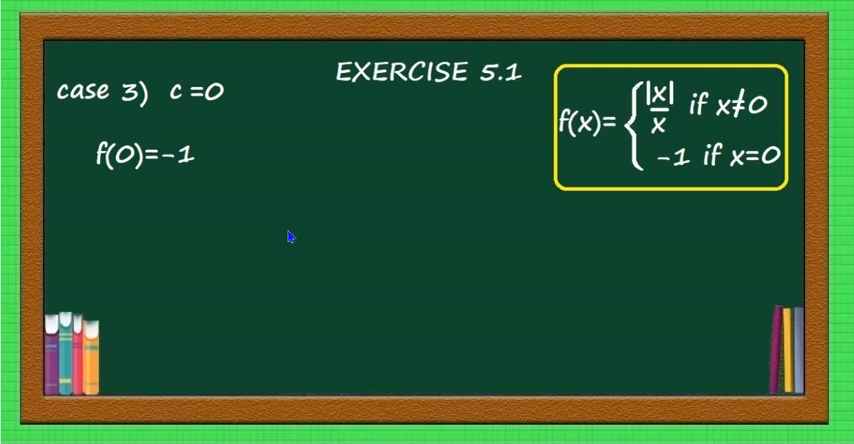 EXERCISE 5.1
case 3) c =0
f(0)=-1
f(x)= { |x|/x if x≠0
-1 if x=0